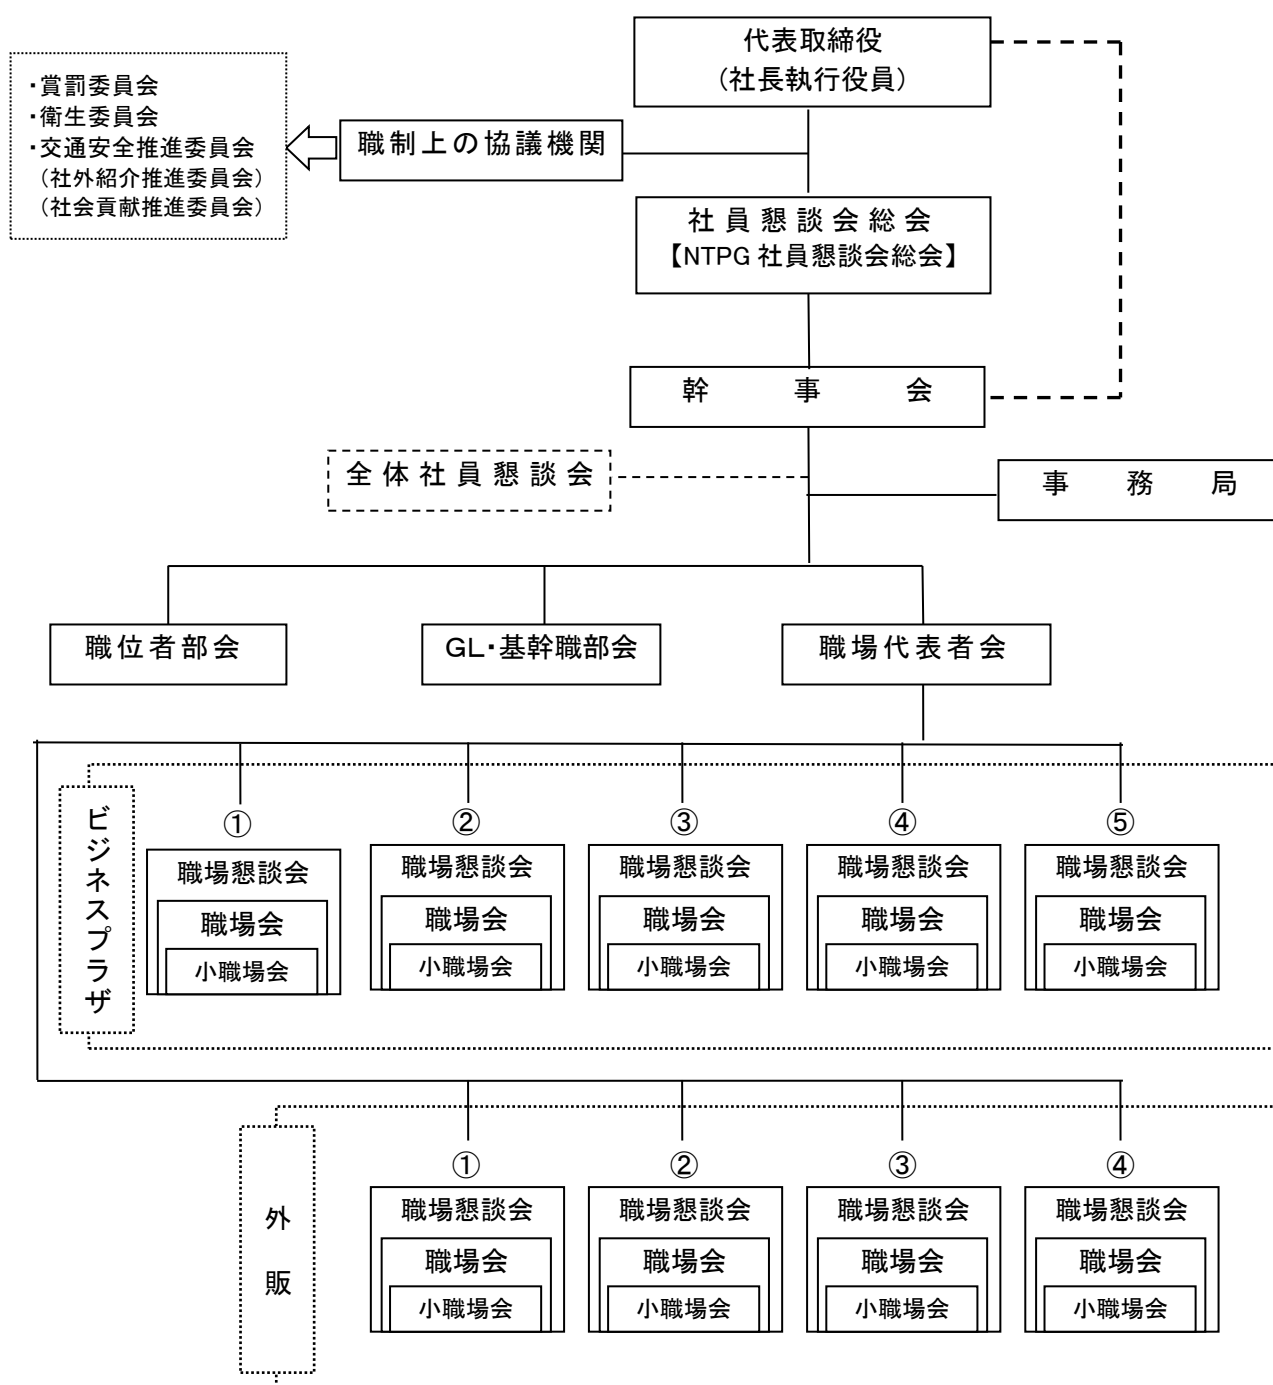 代表取締役
(社長執行役員)
・賞罰委員会
・衛生委員会
・交通安全推進委員会
(社外紹介推進委員会)
(社会貢献推進委員会)
職制上の協議機関
社員懇談会総会
【NTPG 社員懇談会総会】
幹事会
全体社員懇談会
事務局
職位者部会
GL・基幹職部会
職場代表者会
ビジネスプラザ
① ② ③ ④ ⑤
職場懇談会 職場懇談会 職場懇談会 職場懇談会 職場懇談会
職場会 職場会 職場会 職場会 職場会
小職場会 小職場会 小職場会 小職場会 小職場会
外販
① ② ③ ④
職場懇談会 職場懇談会 職場懇談会 職場懇談会
職場会 職場会 職場会 職場会
小職場会 小職場会 小職場会 小職場会